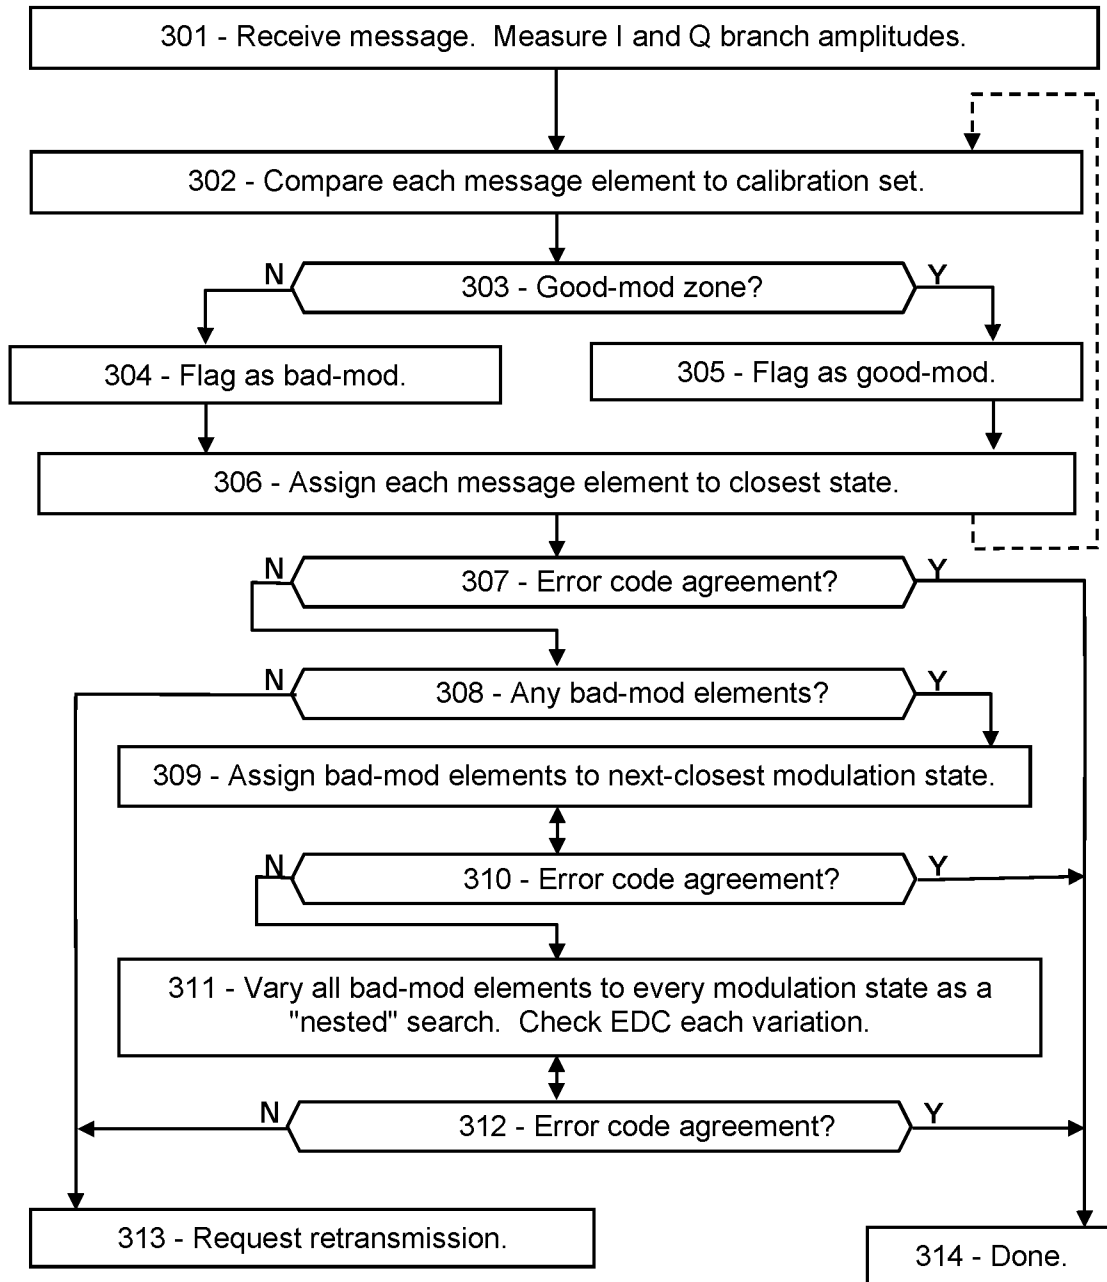 301 - Receive message.  Measure I and Q branch amplitudes.
302 - Compare each message element to calibration set.
N
303 - Good-mod zone?
Y
304 - Flag as bad-mod.
305 - Flag as good-mod.
306 - Assign each message element to closest state.
N
307 - Error code agreement?
Y
N
308 - Any bad-mod elements?
Y
309 - Assign bad-mod elements to next-closest modulation state.
N
310 - Error code agreement?
Y
311 - Vary all bad-mod elements to every modulation state as a
"nested" search.  Check EDC each variation.
N
312 - Error code agreement?
Y
313 - Request retransmission.
314 - Done.